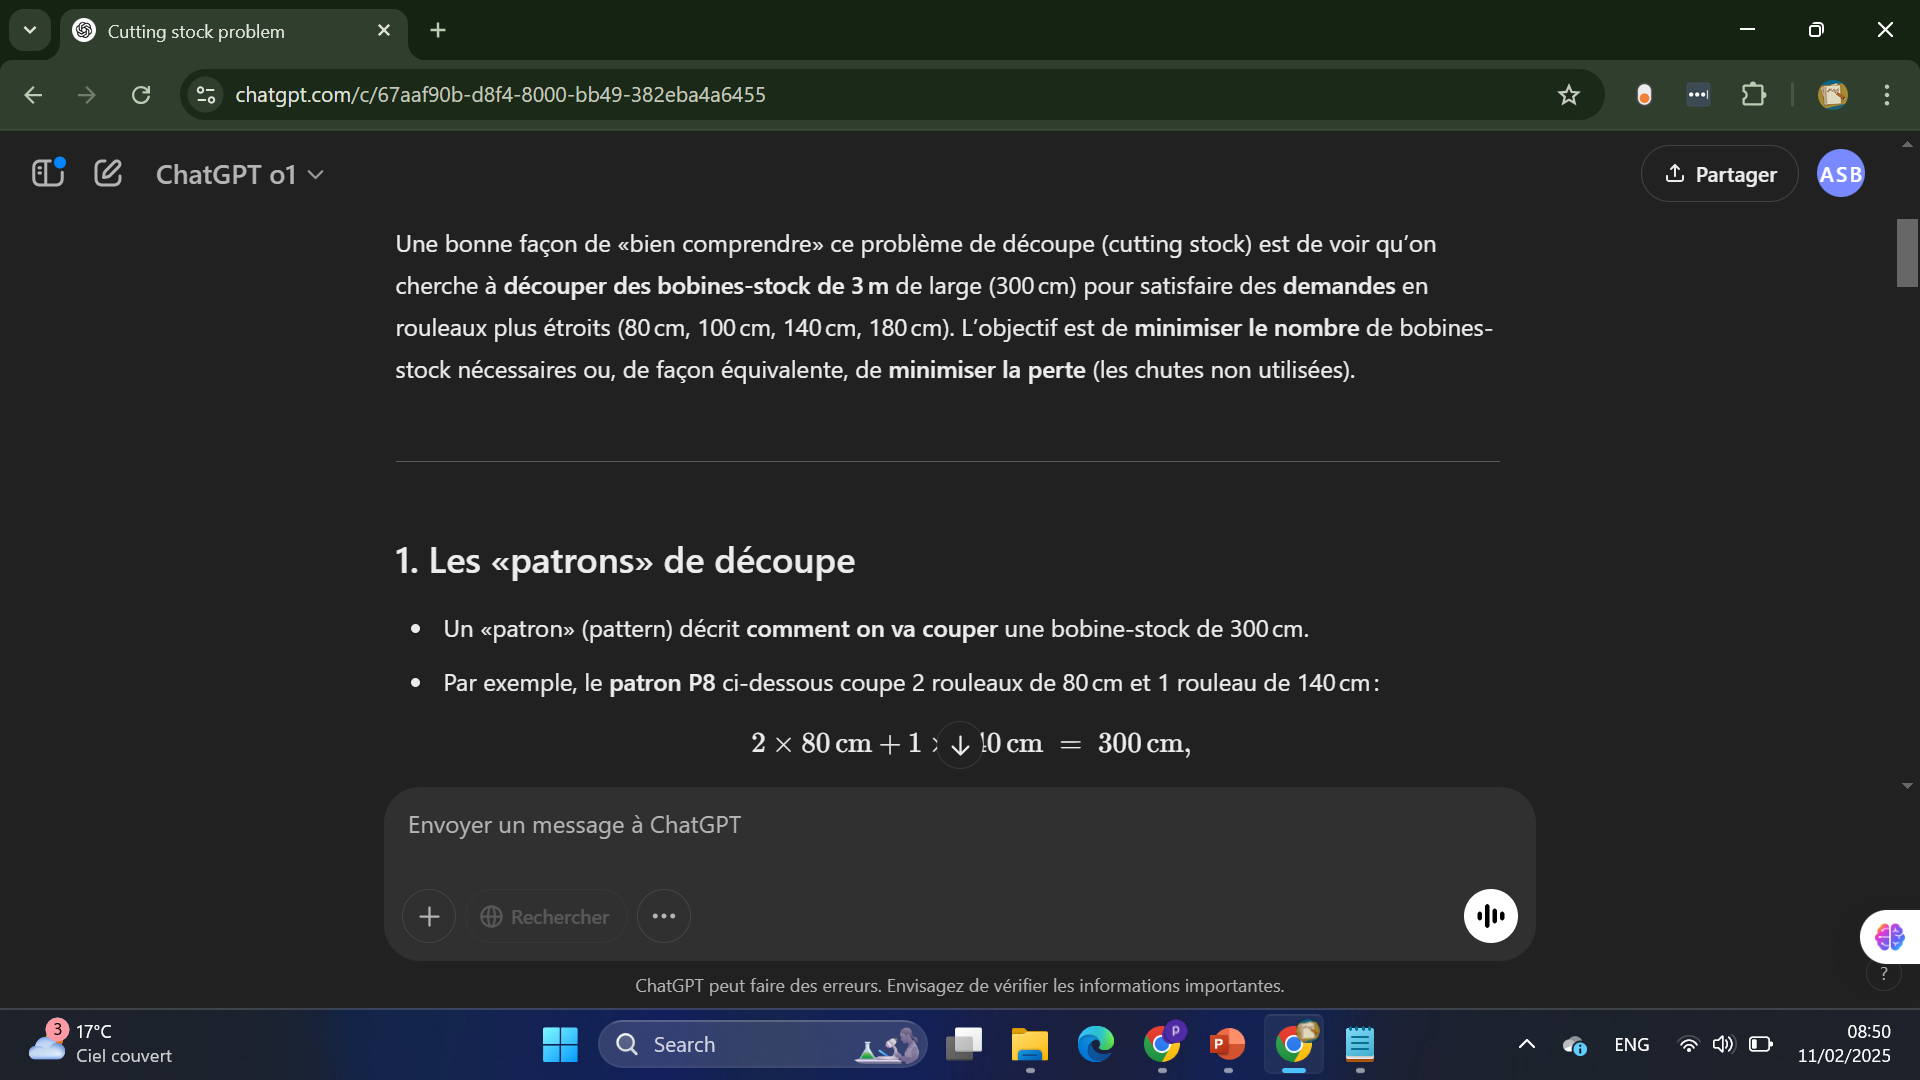 Cutting stock problem
chatgpt.com/c/67aaf90b-d8f4-8000-bb49-382eba4a6455
ChatGPT o1
Partager
ASB
Une bonne façon de «bien comprendre» ce problème de découpe (cutting stock) est de voir qu’on
cherche à découper des bobines-stock de 3 m de large (300 cm) pour satisfaire des demandes en
rouleaux plus étroits (80 cm, 100 cm, 140 cm, 180 cm). L’objectif est de minimiser le nombre de bobines-
stock nécessaires ou, de façon équivalente, de minimiser la perte (les chutes non utilisées).
1. Les «patrons» de découpe
• Un «patron» (pattern) décrit comment on va couper une bobine-stock de 300 cm.
• Par exemple, le patron P8 ci-dessous coupe 2 rouleaux de 80 cm et 1 rouleau de 140 cm :
2 × 80 cm + 1 × 40 cm = 300 cm,
Envoyer un message à ChatGPT
Rechercher
ChatGPT peut faire des erreurs. Envisagez de vérifier les informations importantes.
?
3
17°C
Ciel couvert
Search
P
P
ENG
08:50
11/02/2025